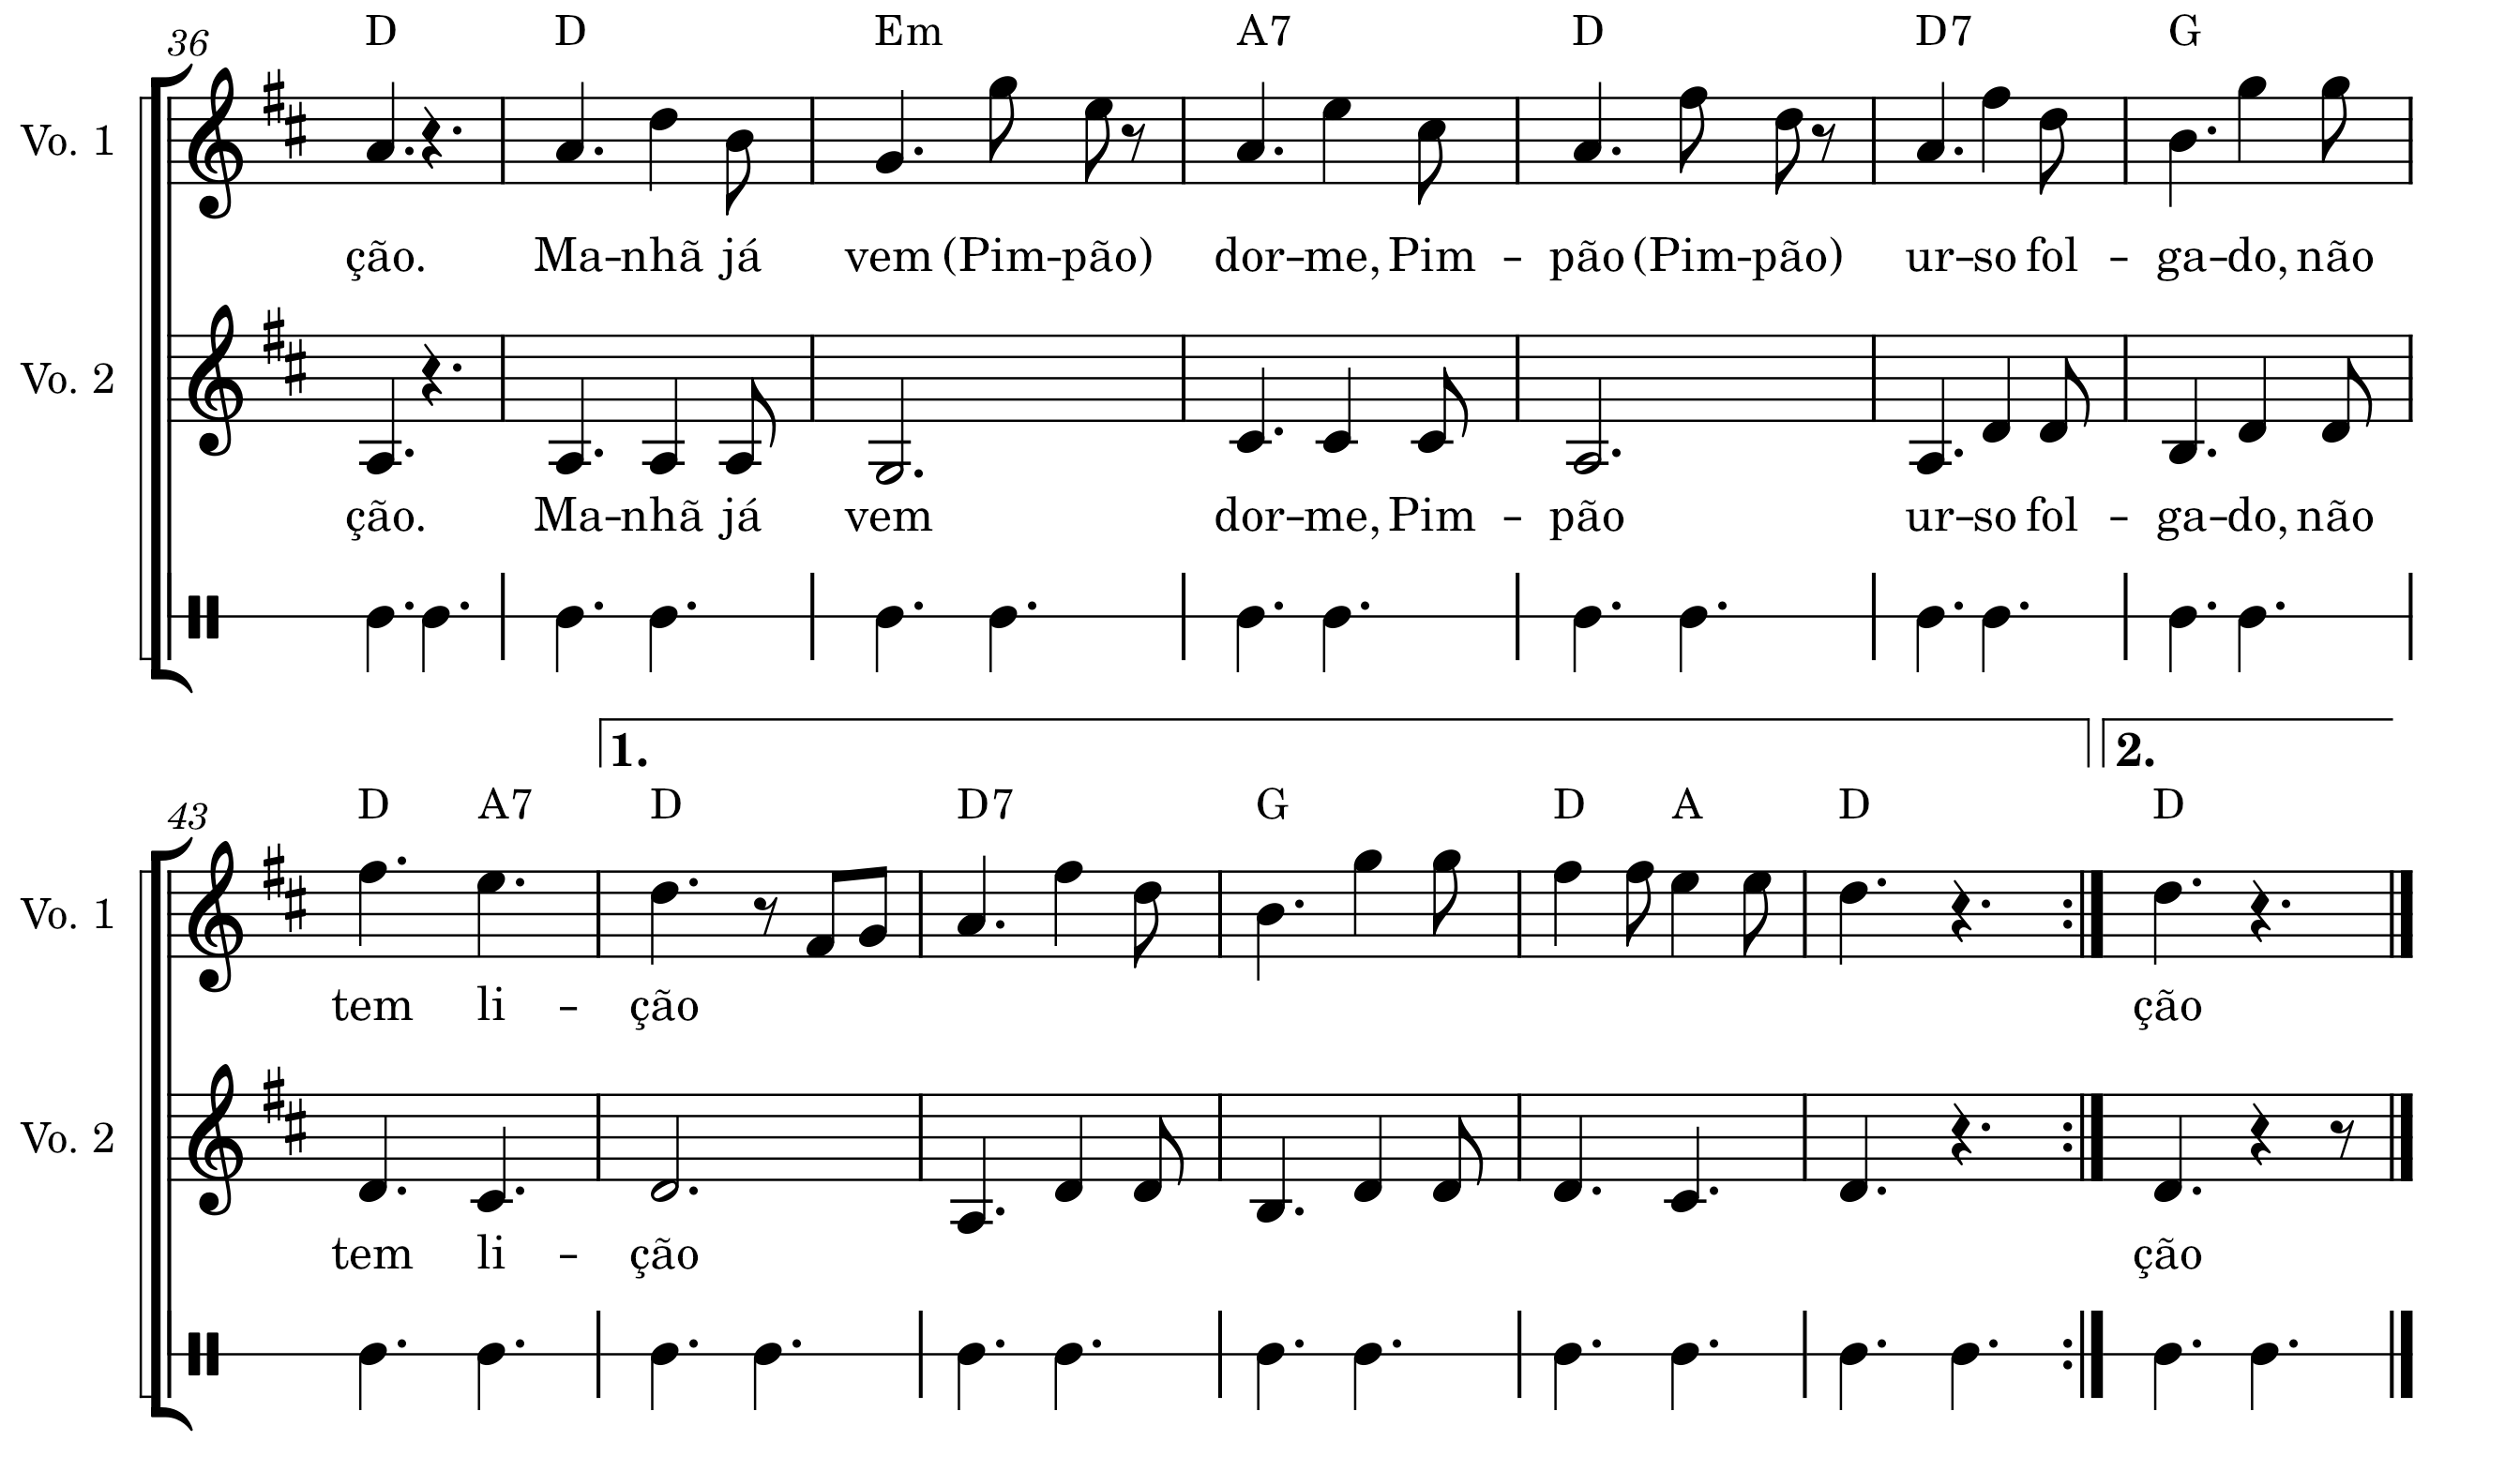 36 D D Em A7 D D7 G
Vo. 1
ção. Ma-nhã já vem (Pim-pão) dor-me, Pim - pão (Pim-pão) ur-so fol - ga-do, não
Vo. 2
ção. Ma-nhã já vem dor-me, Pim - pão ur-so fol - ga-do, não
1. 2.
43 D A7 D D7 G D A D D
Vo. 1
tem li - ção ção
Vo. 2
tem li - ção ção